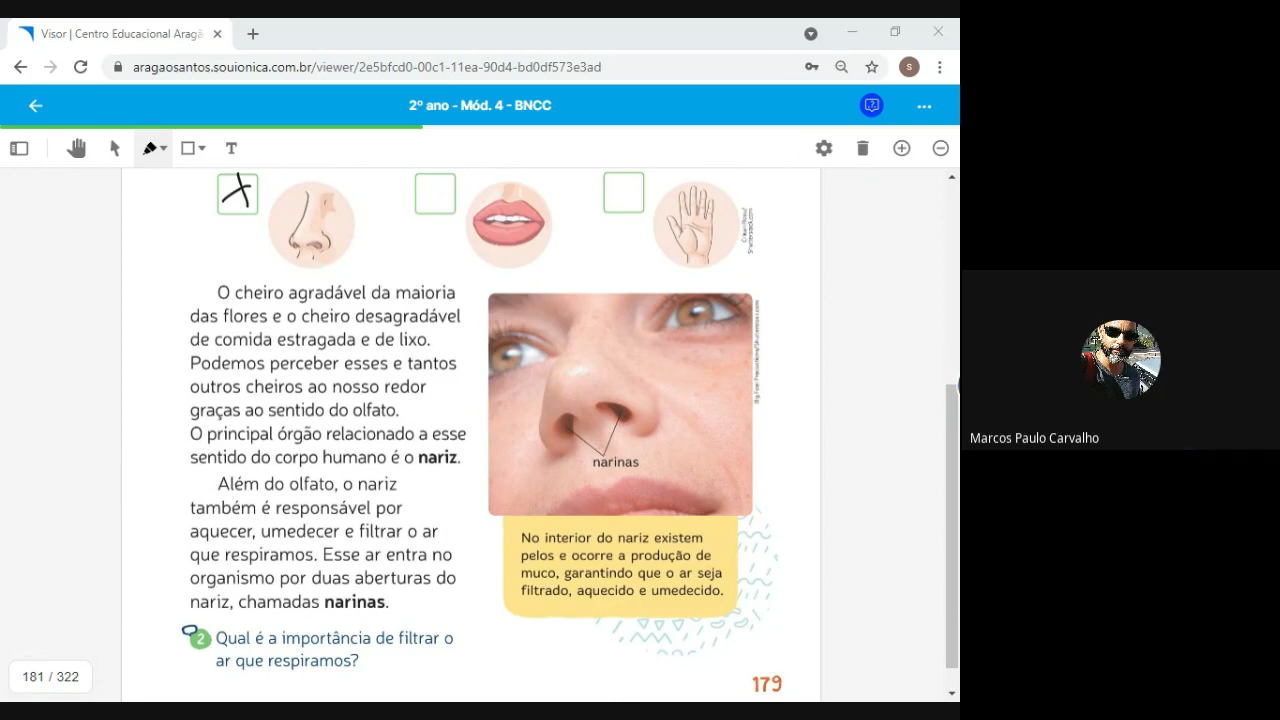 Visor | Centro Educacional Aragã
aragaosantos.souionica.com.br/viewer/2e5bfcd0-00c1-11ea-90d4-bd0df573e3ad
s
2º ano - Mód. 4 - BNCC
T
O cheiro agradável da maioria
das flores e o cheiro desagradável
de comida estragada e de lixo.
Podemos perceber esses e tantos
outros cheiros ao nosso redor
graças ao sentido do olfato.
O principal órgão relacionado a esse
sentido do corpo humano é o nariz.
Além do olfato, o nariz
também é responsável por
aquecer, umedecer e filtrar o ar
que respiramos. Esse ar entra no
organismo por duas aberturas do
nariz, chamadas narinas.
2 Qual é a importância de filtrar o
ar que respiramos?
narinas
No interior do nariz existem
pelos e ocorre a produção de
muco, garantindo que o ar seja
filtrado, aquecido e umedecido.
181 / 322
179
Marcos Paulo Carvalho